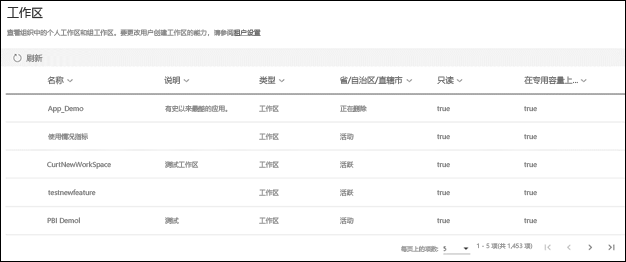 工作区
查看组织中的个人工作区和组工作区。要更改用户创建工作区的能力，请参阅租户设置
刷新
名称 说明 类型 省/自治区/直辖市 只读 在专用容量上...
App_Demo 有史以来最酷的应用。 工作区 正在删除 true true
使用情况指标 工作区 活动 true true
CurtNewWorkSpace 测试工作区 工作区 活跃 true true
testnewfeature 工作区 活跃 true true
PBI Demol 测试 工作区 活动 true true
每页上的项数: 5 1 - 5 项(共 1,453 项)